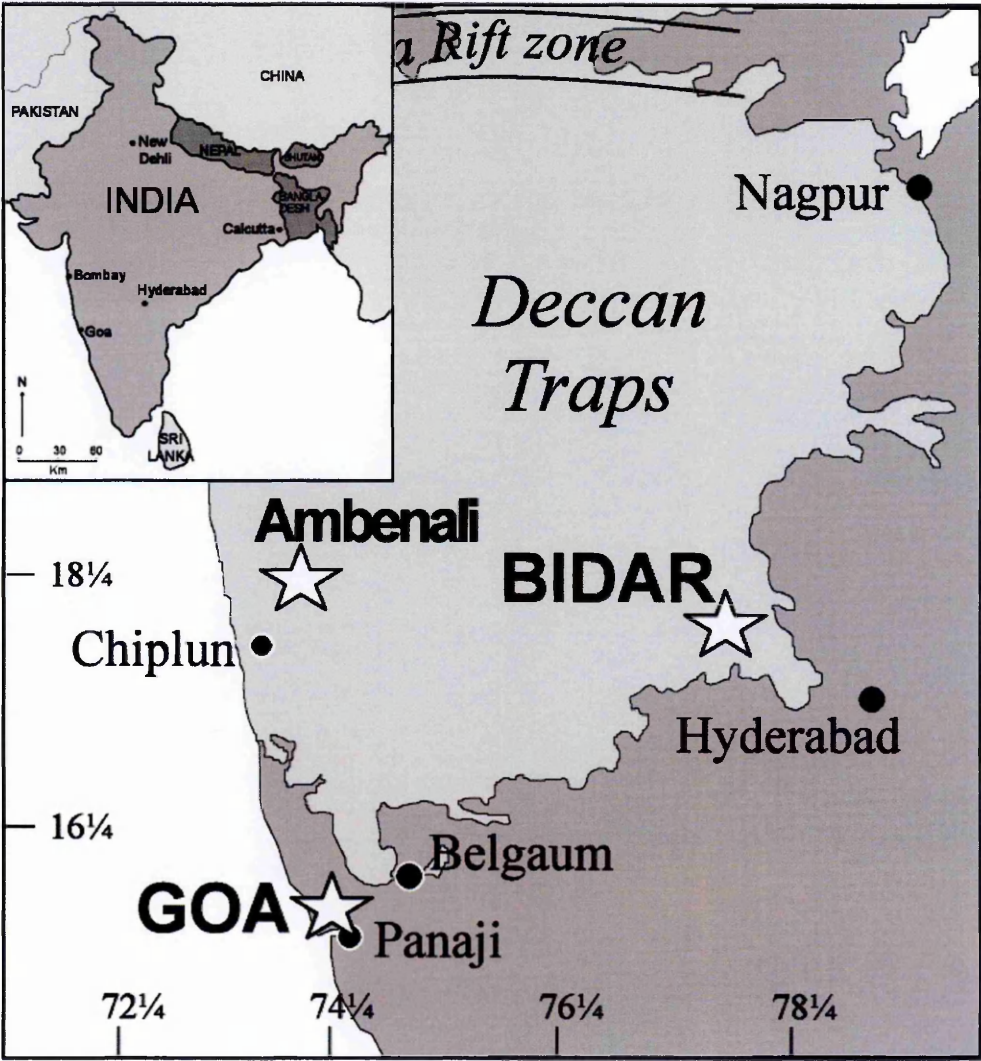 CHINA
PAKISTAN
New
Dehli
NEPAL
BHUTAN
INDIA
BANGLA
DESH
Calcutta
Bombay
Hyderabad
Goa
N
0 30 60
Km
SRI
LANKA
a Rift zone
Nagpur
Deccan
Traps
Ambenali
18¼
BIDAR
Chiplun
Hyderabad
16¼
Belgaum
GOA
Panaji
72¼ 74¼ 76¼ 78¼